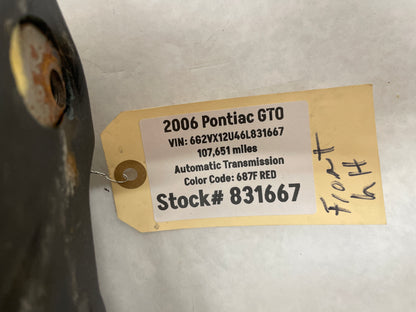 2006 Pontiac GTO
VIN: 6G2VX12U46L831667
107,651 miles
Automatic Transmission
Color Code: 687F RED
Stock# 831667
Front
LH